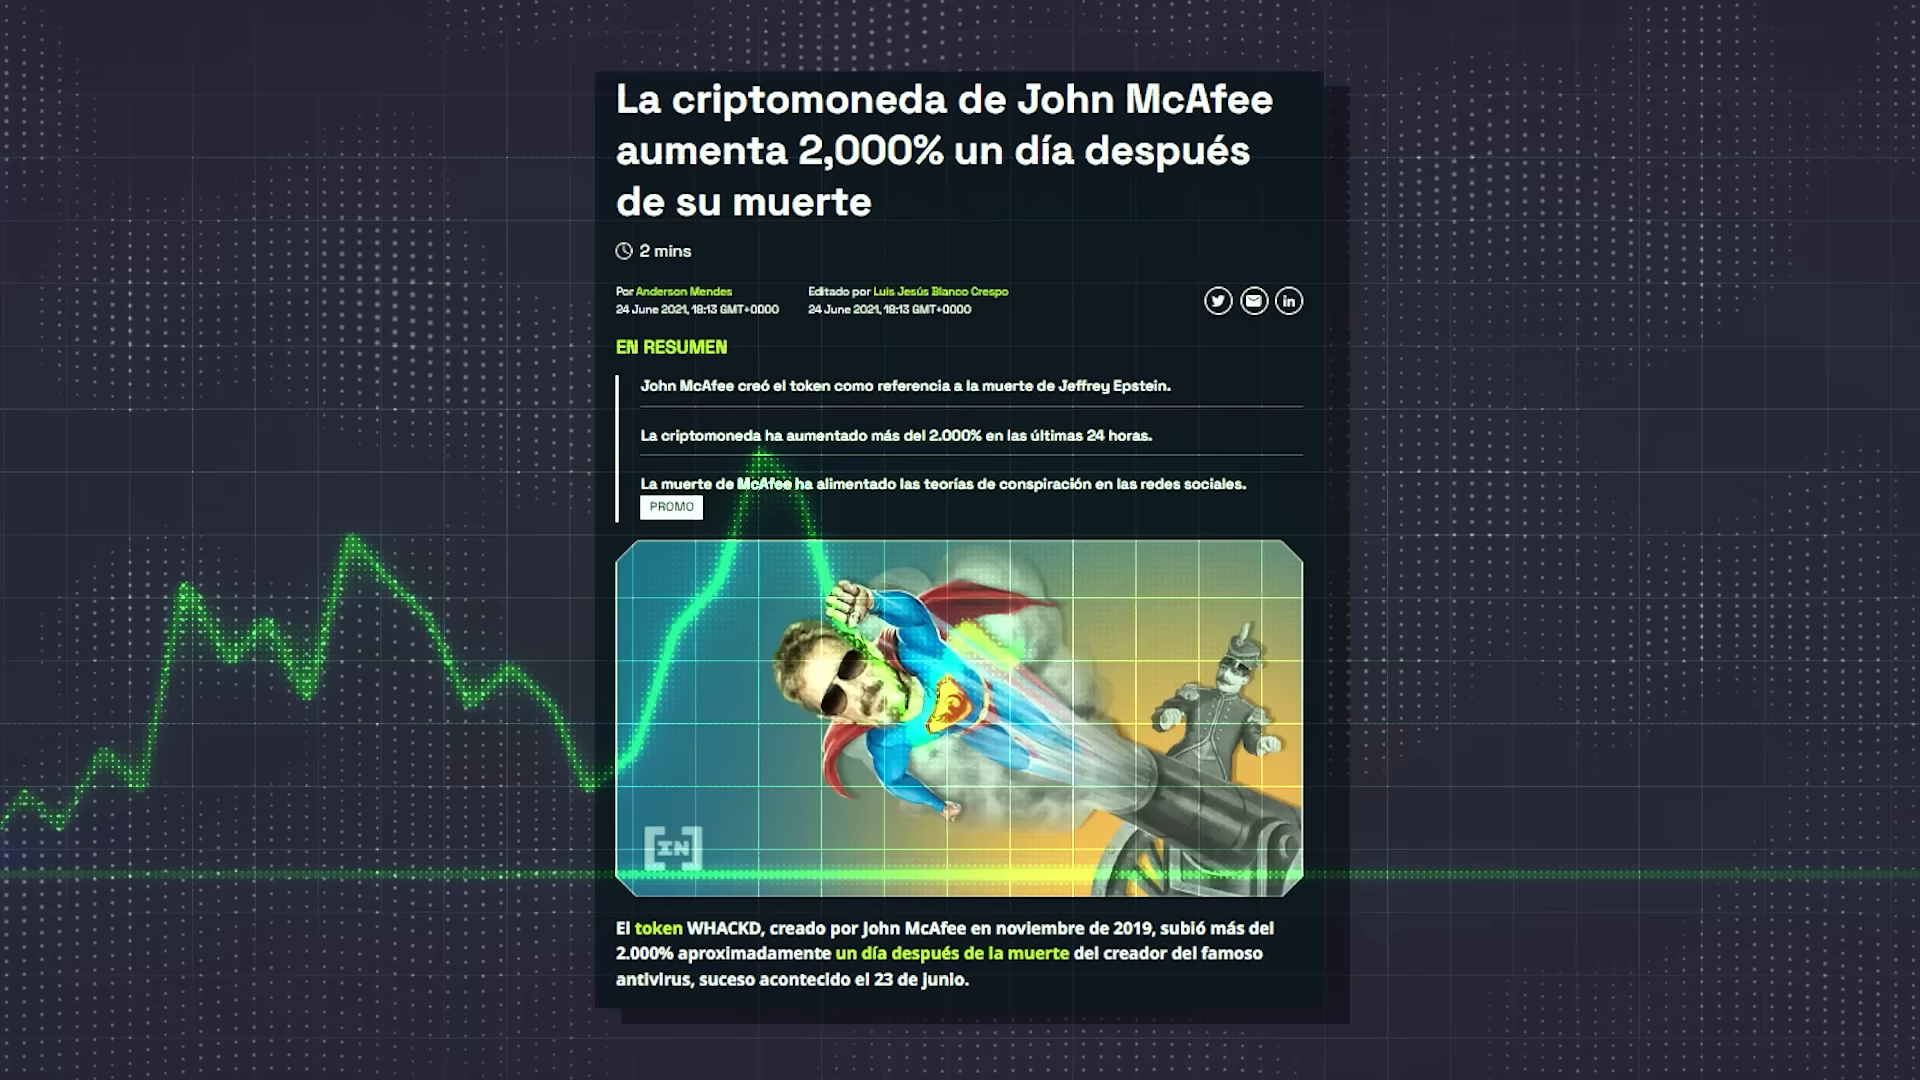 La criptomoneda de John McAfee
aumenta 2,000% un día después
de su muerte
2 mins
Por Anderson Mendes
24 June 2021, 18:13 GMT+0000
Editado por Luis Jesús Blanco Crespo
24 June 2021, 18:13 GMT+0000
EN RESUMEN
John McAfee creó el token como referencia a la muerte de Jeffrey Epstein.
La criptomoneda ha aumentado más del 2.000% en las últimas 24 horas.
La muerte de McAfee ha alimentado las teorías de conspiración en las redes sociales.
PROMO
IN
El token WHACKD, creado por John McAfee en noviembre de 2019, subió más del
2.000% aproximadamente un día después de la muerte del creador del famoso
antivirus, suceso acontecido el 23 de junio.